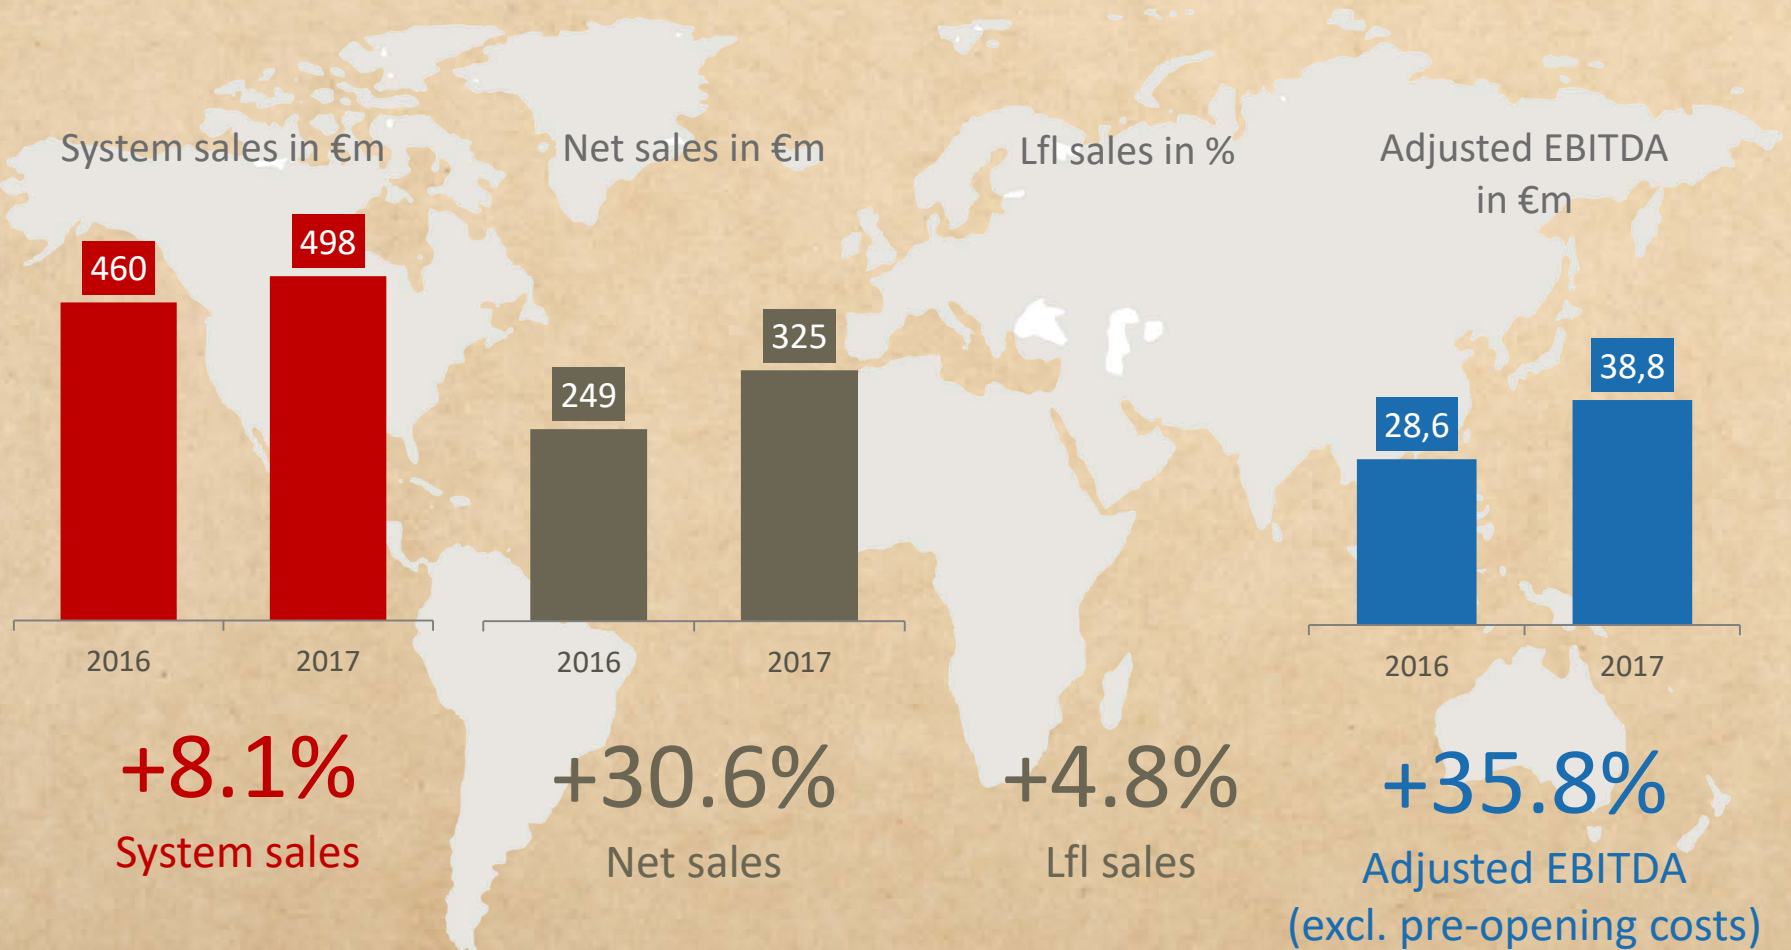 System sales in €m
460
498
2016
2017
+8.1%
System sales
Net sales in €m
249
325
2016
2017
+30.6%
Net sales
Lfl sales in %
+4.8%
Lfl sales
Adjusted EBITDA
in €m
28,6
38,8
2016
2017
+35.8%
Adjusted EBITDA
(excl. pre-opening costs)